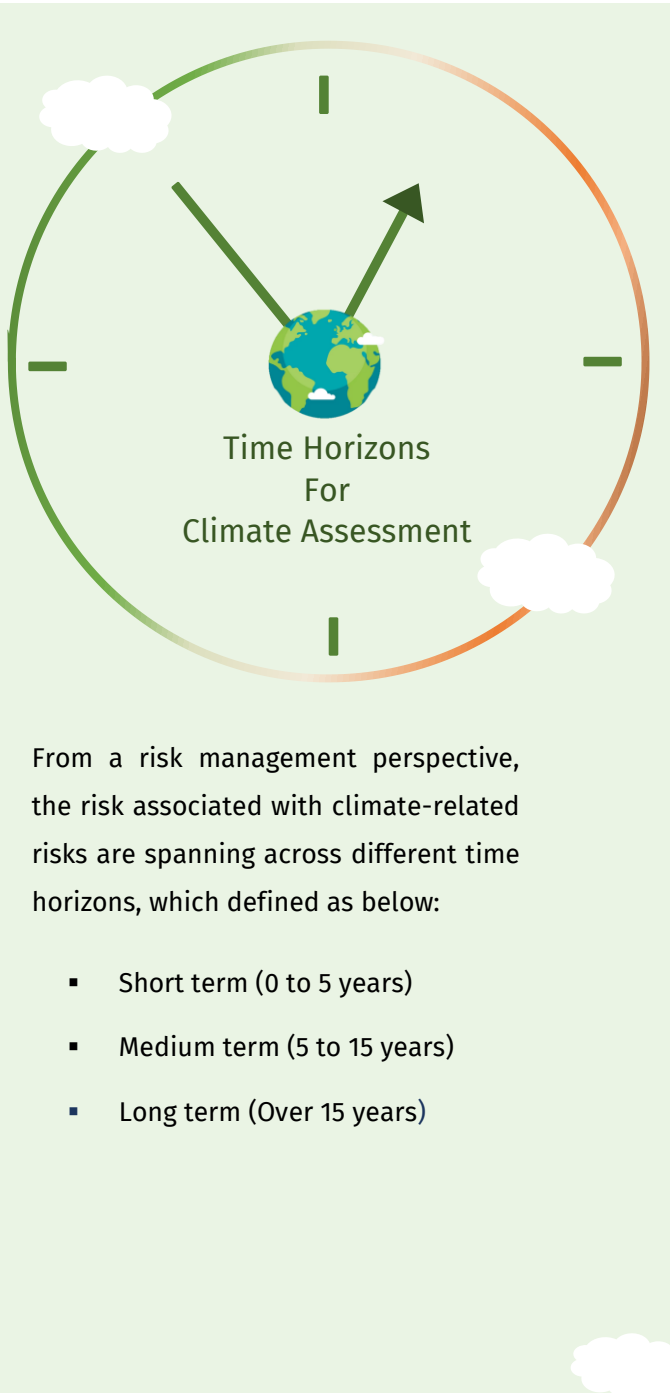 Time Horizons
For
Climate Assessment
From a risk management perspective,
the risk associated with climate-related
risks are spanning across different time
horizons, which defined as below:
▪ Short term (0 to 5 years)
▪ Medium term (5 to 15 years)
▪ Long term (Over 15 years)